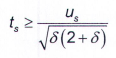 t_s ≥ u_s / √(δ(2+δ))